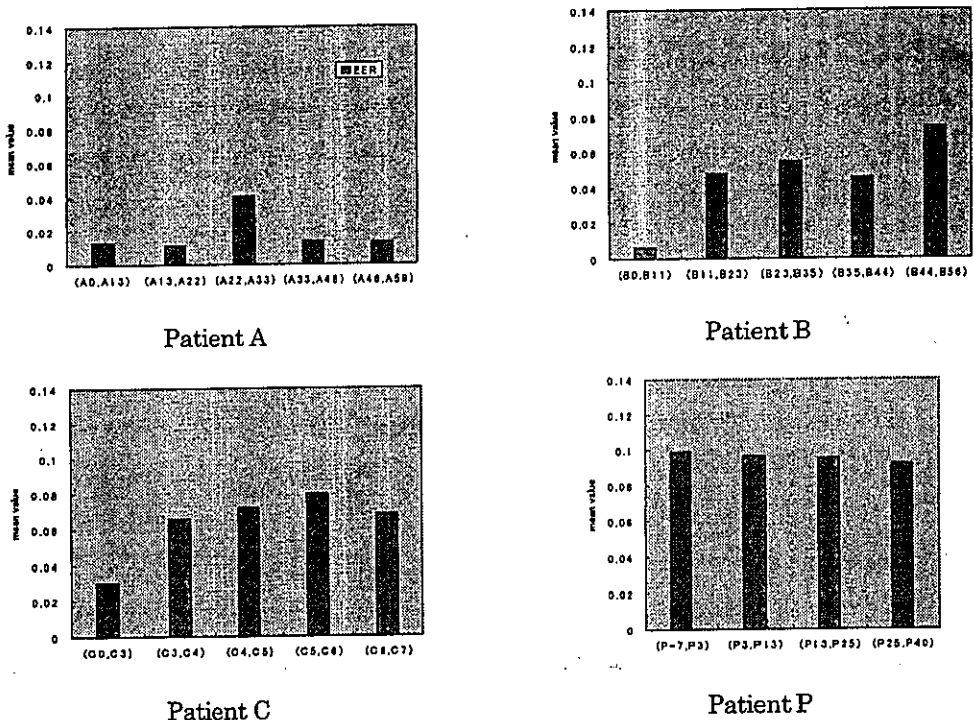 0.14
0.12
0.1
0.08
0.06
0.04
0.02
0
mean value
EER
(A0,A13) (A13,A22) (A22,A33) (A33,A46) (A46,A59)
Patient A
0.14
0.12
0.1
0.08
0.06
0.04
0.02
0
mean value
(B0,B11) (B11,B23) (B23,B35) (B35,B44) (B44,B56)
Patient B
0.14
0.12
0.1
0.08
0.06
0.04
0.02
0
mean value
(C0,C3) (C3,C4) (C4,C5) (C5,C6) (C6,C7)
Patient C
0.14
0.12
0.1
0.08
0.06
0.04
0.02
0
mean value
(P-7,P3) (P3,P13) (P13,P25) (P25,P40)
Patient P